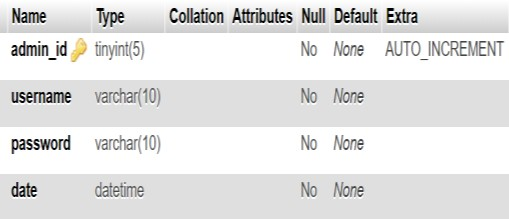 Name Type Collation Attributes Null Default Extra
admin_id tinyint(5) No None AUTO_INCREMENT
username varchar(10) No None
password varchar(10) No None
date datetime No None